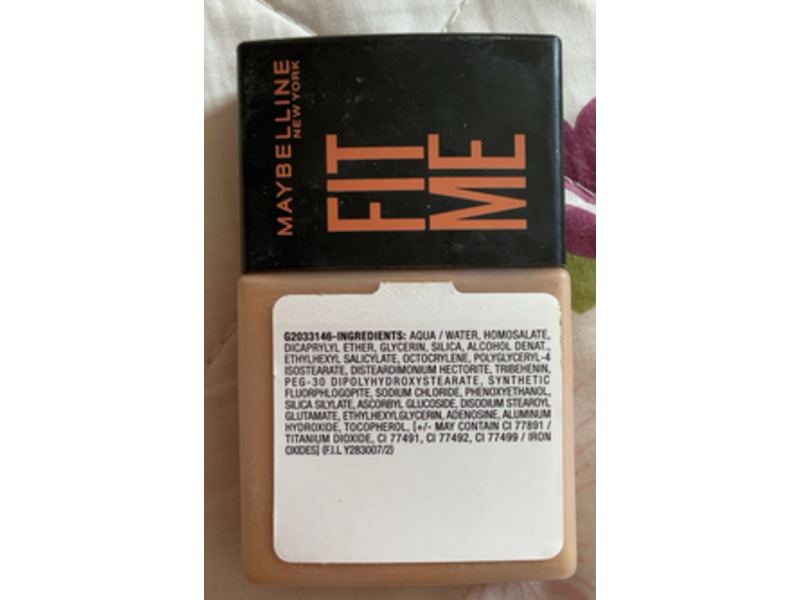 MAYBELLINE
NEW YORK
FIT
ME
G2033146-INGREDIENTS: AQUA / WATER, HOMOSALATE,
DICAPRYLYL ETHER, GLYCERIN, SILICA, ALCOHOL DENAT.,
ETHYLHEXYL SALICYLATE, OCTOCRYLENE, POLYGLYCERYL-4
ISOSTEARATE, DISTEARDIMONIUM HECTORITE, TRIBEHENIN,
PEG-30 DIPOLYHYDROXYSTEARATE, SYNTHETIC
FLUORPHLOGOPITE, SODIUM CHLORIDE, PHENOXYETHANOL,
SILICA SILYLATE, ASCORBYL GLUCOSIDE, DISODIUM STEAROYL
GLUTAMATE, ETHYLHEXYLGLYCERIN, ADENOSINE, ALUMINUM
HYDROXIDE, TOCOPHEROL, [+/- MAY CONTAIN CI 77891 /
TITANIUM DIOXIDE, CI 77491, CI 77492, CI 77499 / IRON
OXIDES] (F.I.L Y283007/2)